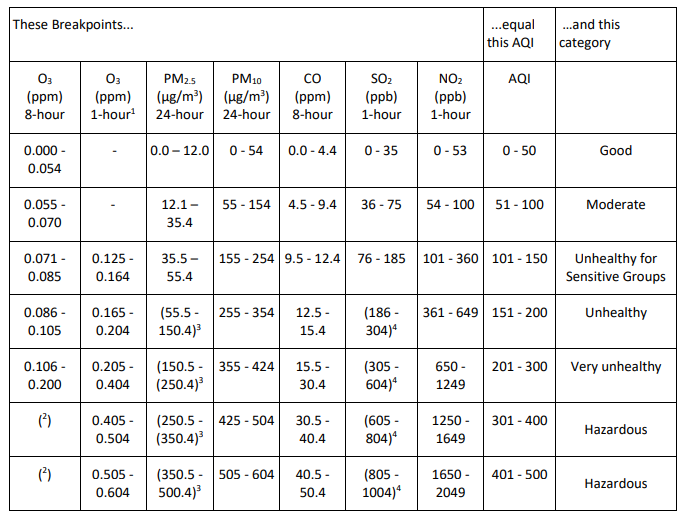 These Breakpoints... ...equal this AQI ...and this category
O₃ (ppm) 8-hour O₃ (ppm) 1-hour¹ PM₂.₅ (µg/m³) 24-hour PM₁₀ (µg/m³) 24-hour CO (ppm) 8-hour SO₂ (ppb) 1-hour NO₂ (ppb) 1-hour AQI
0.000 - 0.054 - 0.0 – 12.0 0 - 54 0.0 - 4.4 0 - 35 0 - 53 0 - 50 Good
0.055 - 0.070 - 12.1 – 35.4 55 - 154 4.5 - 9.4 36 - 75 54 - 100 51 - 100 Moderate
0.071 - 0.085 0.125 - 0.164 35.5 – 55.4 155 - 254 9.5 - 12.4 76 - 185 101 - 360 101 - 150 Unhealthy for Sensitive Groups
0.086 - 0.105 0.165 - 0.204 (55.5 - 150.4)³ 255 - 354 12.5 - 15.4 (186 - 304)⁴ 361 - 649 151 - 200 Unhealthy
0.106 - 0.200 0.205 - 0.404 (150.5 - (250.4)³ 355 - 424 15.5 - 30.4 (305 - 604)⁴ 650 - 1249 201 - 300 Very unhealthy
(²) 0.405 - 0.504 (250.5 - (350.4)³ 425 - 504 30.5 - 40.4 (605 - 804)⁴ 1250 - 1649 301 - 400 Hazardous
(²) 0.505 - 0.604 (350.5 - 500.4)³ 505 - 604 40.5 - 50.4 (805 - 1004)⁴ 1650 - 2049 401 - 500 Hazardous